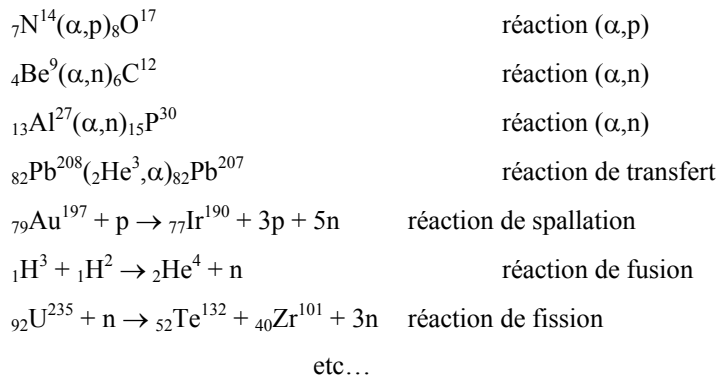 ₇N¹⁴(α,p)₈O¹⁷ réaction (α,p)
₄Be⁹(α,n)₆C¹² réaction (α,n)
₁₃Al²⁷(α,n)₁₅P³⁰ réaction (α,n)
₈₂Pb²⁰⁸(₂He³,α)₈₂Pb²⁰⁷ réaction de transfert
₇₉Au¹⁹⁷ + p → ₇₇Ir¹⁹⁰ + 3p + 5n réaction de spallation
₁H³ + ₁H² → ₂He⁴ + n réaction de fusion
₉₂U²³⁵ + n → ₅₂Te¹³² + ₄₀Zr¹⁰¹ + 3n réaction de fission
etc…